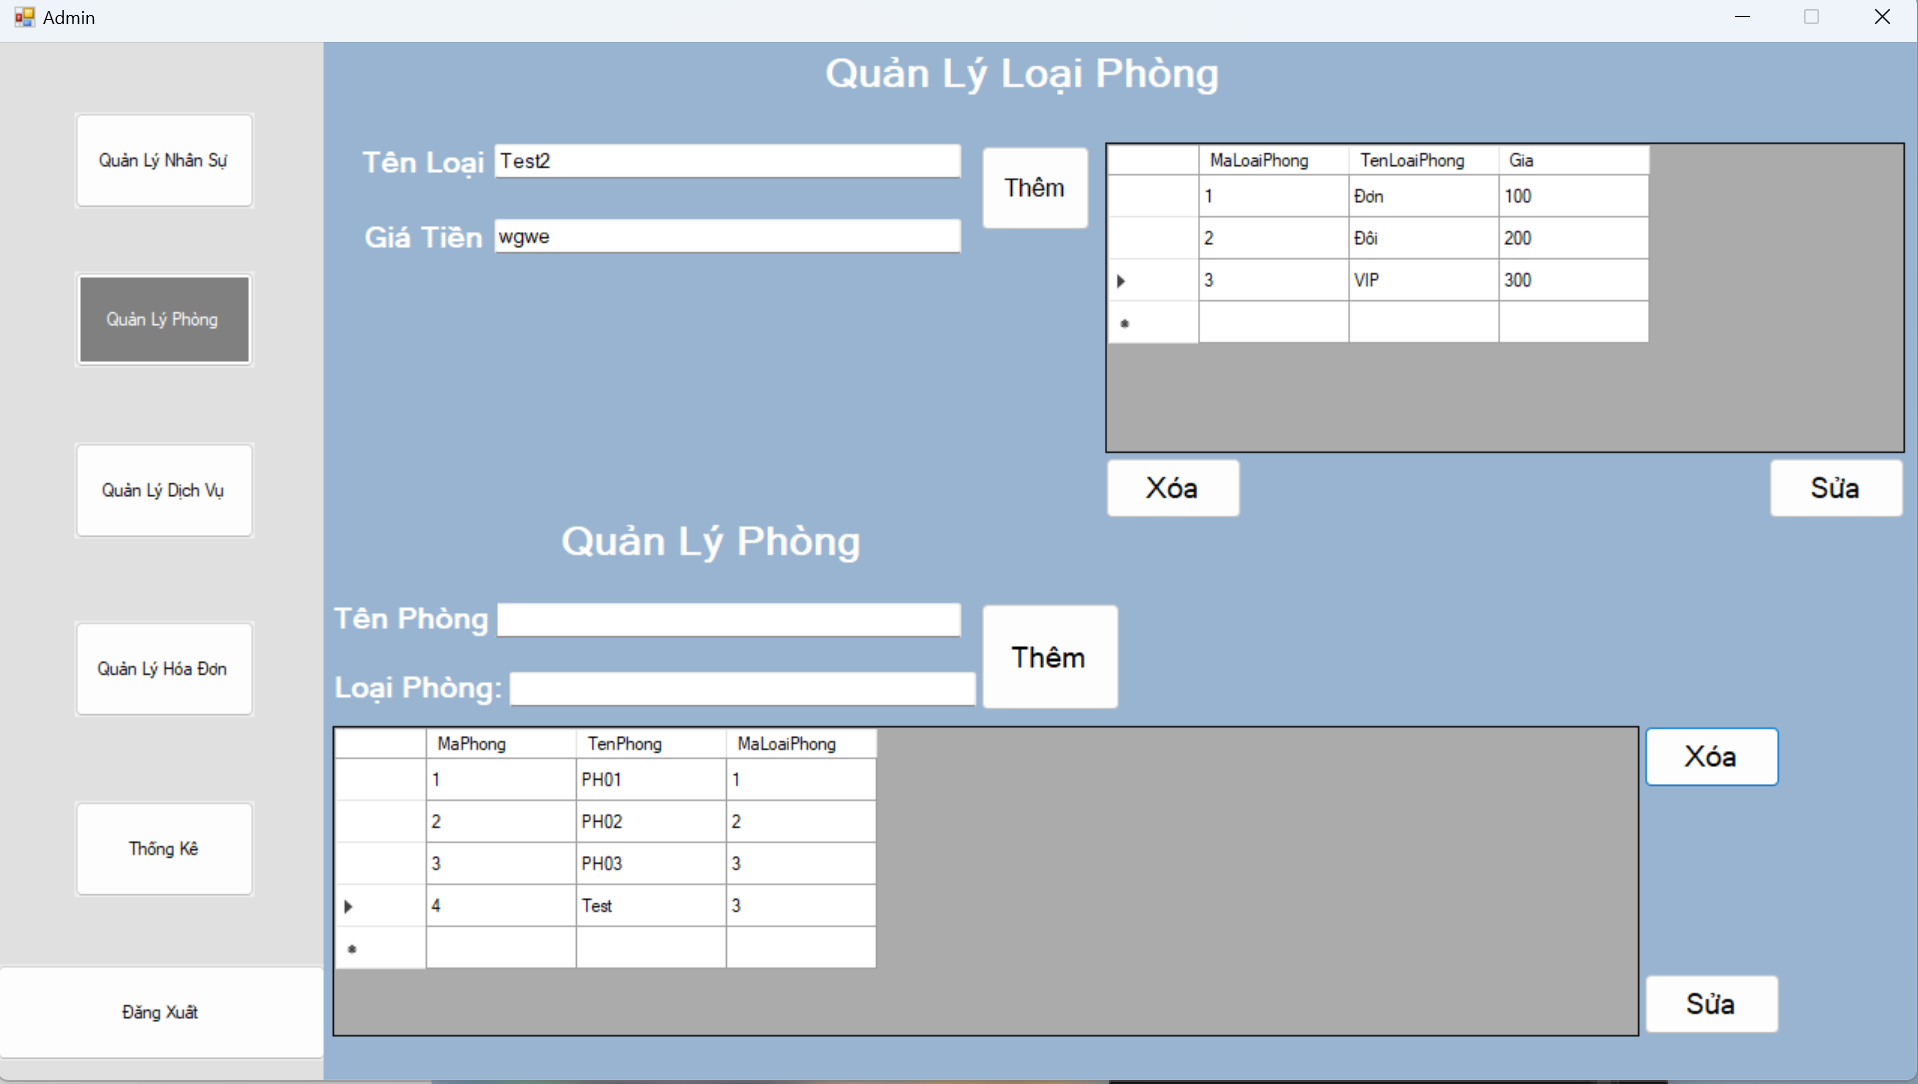 Admin
Quản Lý Nhân Sự
Quản Lý Phòng
Quản Lý Dịch Vụ
Quản Lý Hóa Đơn
Thống Kê
Đăng Xuất
Quản Lý Loại Phòng
Tên Loại Test2
Giá Tiền wgwe
Thêm
MaLoaiPhong TenLoaiPhong Gia
1 Đơn 100
2 Đôi 200
3 VIP 300
Xóa
Sửa
Quản Lý Phòng
Tên Phòng
Loại Phòng:
Thêm
MaPhong TenPhong MaLoaiPhong
1 PH01 1
2 PH02 2
3 PH03 3
4 Test 3
Xóa
Sửa